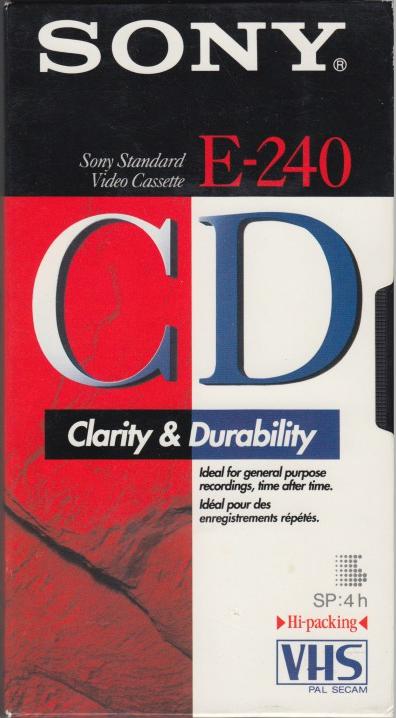 SONY®
Sony Standard
Video Cassette
E-240
CD
Clarity & Durability
Ideal for general purpose
recordings, time after time.
Idéal pour des
enregistrements répétés.
L
SP:4h
▶Hi-packing◀
VHS
PAL SECAM